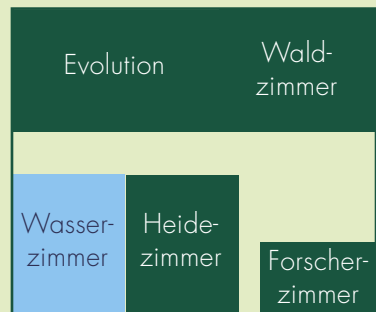 Evolution
Wald-
zimmer
Wasser-
zimmer
Heide-
zimmer
Forscher-
zimmer